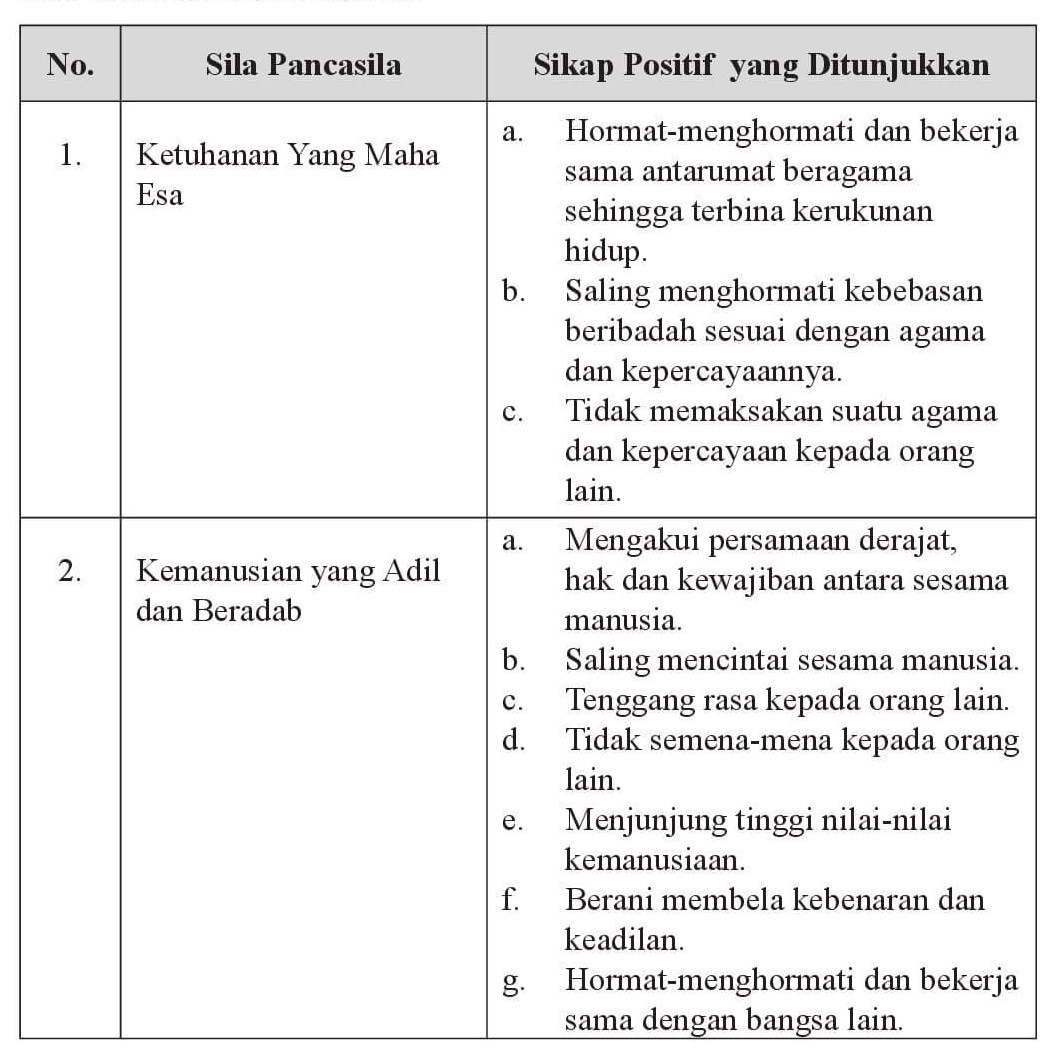 No. Sila Pancasila Sikap Positif yang Ditunjukkan
1. Ketuhanan Yang Maha
Esa
a. Hormat-menghormati dan bekerja
sama antarumat beragama
sehingga terbina kerukunan
hidup.
b. Saling menghormati kebebasan
beribadah sesuai dengan agama
dan kepercayaannya.
c. Tidak memaksakan suatu agama
dan kepercayaan kepada orang
lain.
2. Kemanusian yang Adil
dan Beradab
a. Mengakui persamaan derajat,
hak dan kewajiban antara sesama
manusia.
b. Saling mencintai sesama manusia.
c. Tenggang rasa kepada orang lain.
d. Tidak semena-mena kepada orang
lain.
e. Menjunjung tinggi nilai-nilai
kemanusiaan.
f. Berani membela kebenaran dan
keadilan.
g. Hormat-menghormati dan bekerja
sama dengan bangsa lain.